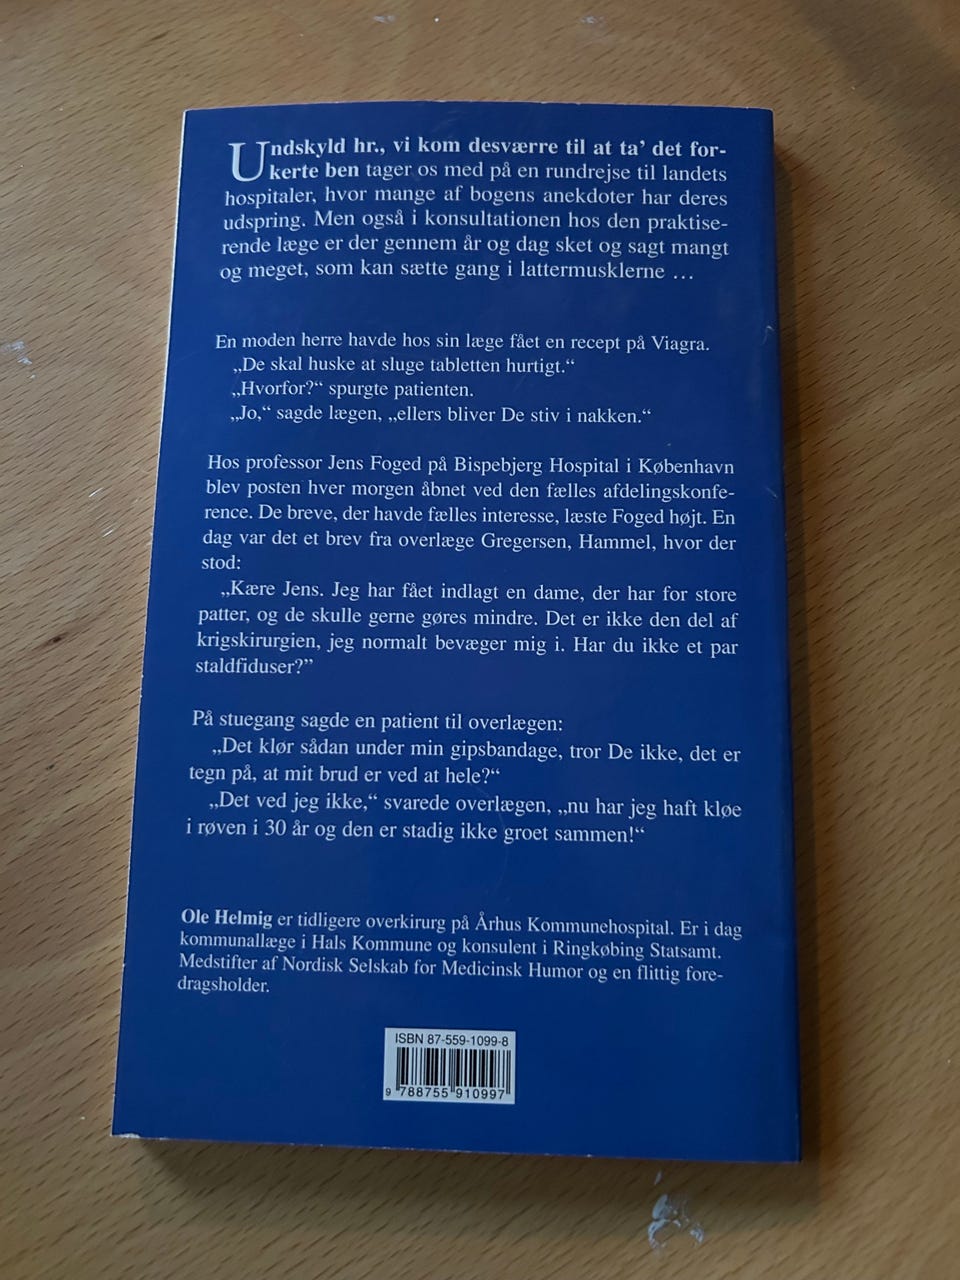 Undskyld hr., vi kom desværre til at ta’ det for-
kerte ben tager os med på en rundrejse til landets
hospitaler, hvor mange af bogens anekdoter har deres
udspring. Men også i konsultationen hos den praktise-
rende læge er der gennem år og dag sket og sagt mangt
og meget, som kan sætte gang i lattermusklerne …
En moden herre havde hos sin læge fået en recept på Viagra.
„De skal huske at sluge tabletten hurtigt.“
„Hvorfor?“ spurgte patienten.
„Jo,“ sagde lægen, „ellers bliver De stiv i nakken.“
Hos professor Jens Foged på Bispebjerg Hospital i København
blev posten hver morgen åbnet ved den fælles afdelingskonfe-
rence. De breve, der havde fælles interesse, læste Foged højt. En
dag var det et brev fra overlæge Gregersen, Hammel, hvor der
stod:
„Kære Jens. Jeg har fået indlagt en dame, der har for store
patter, og de skulle gerne gøres mindre. Det er ikke den del af
krigskirurgien, jeg normalt bevæger mig i. Har du ikke et par
staldfiduser?”
På stuegang sagde en patient til overlægen:
„Det klør sådan under min gipsbandage, tror De ikke, det er
tegn på, at mit brud er ved at hele?“
„Det ved jeg ikke,“ svarede overlægen, „nu har jeg haft kløe
i røven i 30 år og den er stadig ikke groet sammen!“
Ole Helmig er tidligere overkirurg på Århus Kommunehospital. Er i dag
kommunallæge i Hals Kommune og konsulent i Ringkøbing Statsamt.
Medstifter af Nordisk Selskab for Medicinsk Humor og en flittig fore-
dragsholder.
ISBN 87-559-1099-8
9 788755 910997